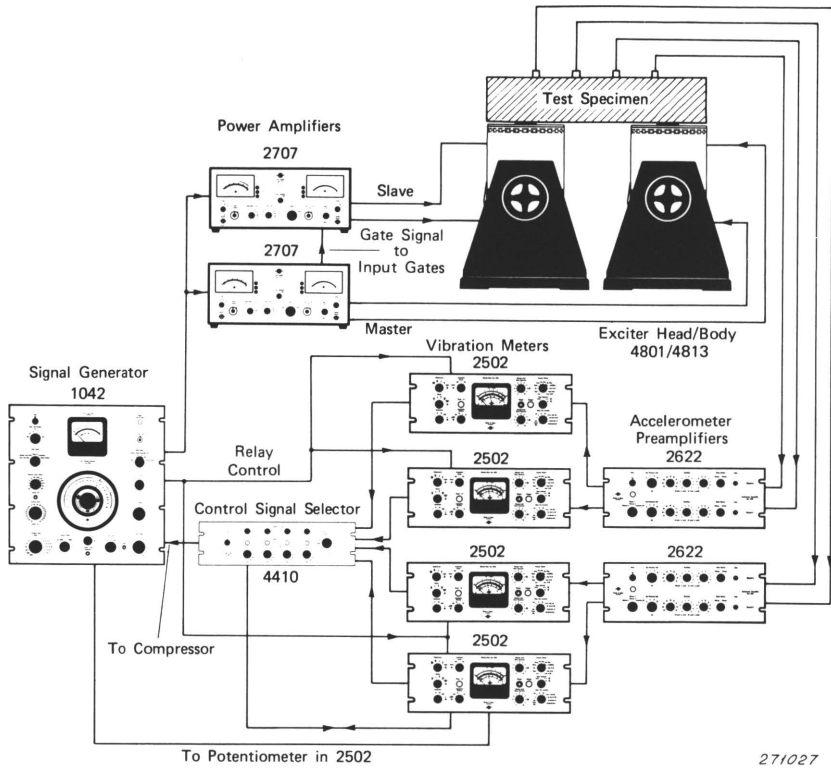 Test Specimen
Power Amplifiers
2707
Slave
Gate Signal
to
Input Gates
2707
Master
Exciter Head/Body
4801/4813
Vibration Meters
2502
Signal Generator
1042
Accelerometer
Preamplifiers
2622
Relay
Control
2502
Control Signal Selector
4410
2502
2622
To Compressor
2502
To Potentiometer in 2502
271027